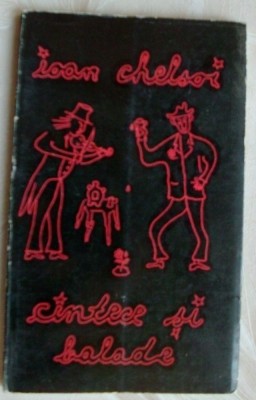 ioan chelsoi
cîntece și
balade